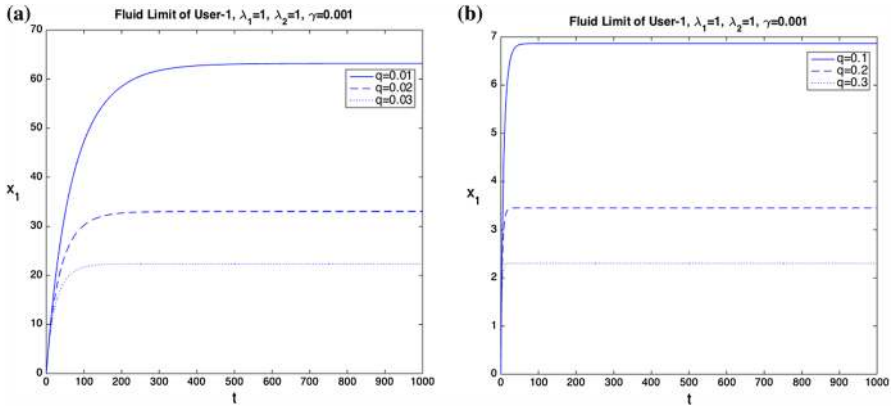 (a)
Fluid Limit of User-1, λ1=1, λ2=1, γ=0.001
70
60
50
40
30
20
10
0
x1
q=0.01
q=0.02
q=0.03
0 100 200 300 400 500 600 700 800 900 1000
t
(b)
Fluid Limit of User-1, λ1=1, λ2=1, γ=0.001
7
6
5
4
3
2
1
0
x1
q=0.1
q=0.2
q=0.3
0 100 200 300 400 500 600 700 800 900 1000
t